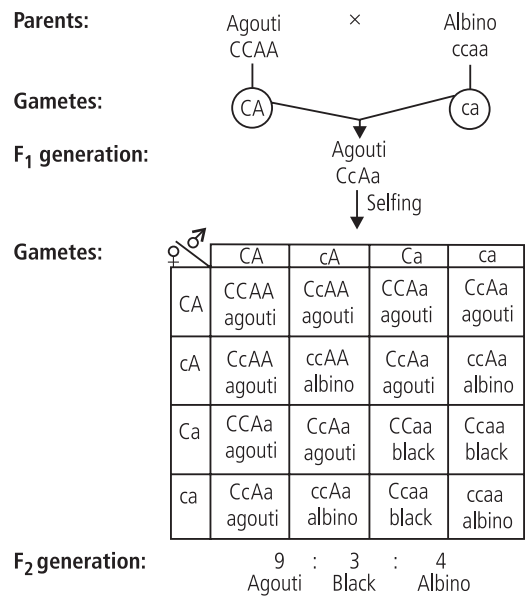 Parents: Agouti × Albino
CCAA ccaa
Gametes: CA ca
F₁ generation: Agouti
CcAa
Selfing
Gametes: ♀ ♂ CA cA Ca ca
CA CCAA CcAA CCAa CcAa
agouti agouti agouti agouti
cA CcAA ccAA CcAa ccAa
agouti albino agouti albino
Ca CCAa CcAa CCaa Ccaa
agouti agouti black black
ca CcAa ccAa Ccaa ccaa
agouti albino black albino
F₂ generation: 9 : 3 : 4
Agouti Black Albino